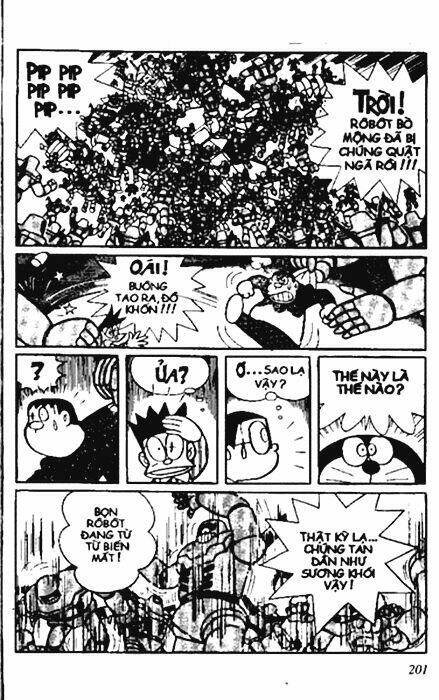 PIP PIP
PIP PIP
PIP...
TRỜI!
RÔBỐT BÒ
MỘNG ĐÃ BỊ
CHÚNG QUẬT
NGÃ RỒI!!!
OÁI!
BUÔNG
TAO RA, ĐỒ
KHỐN!!!
?
ỦA?
Ơ...SAO LẠ
VẬY?
THẾ NÀY LÀ
THẾ NÀO?
BỌN
RÔBỐT
ĐANG TỪ
TỪ BIẾN
MẤT!
THẬT KỲ LẠ...
CHÚNG TAN
DẦN NHƯ
SƯƠNG KHÓI
VẬY!
201